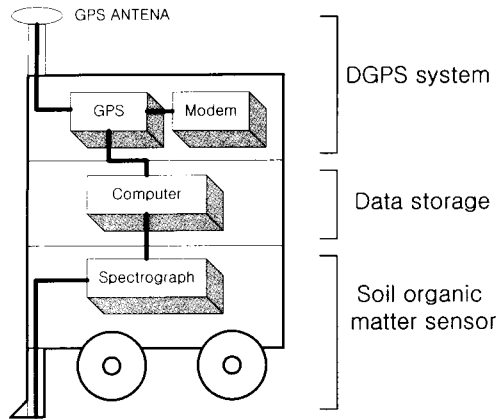 GPS ANTENA
DGPS system
GPS
Modem
Computer
Data storage
Spectrograph
Soil organic
matter sensor